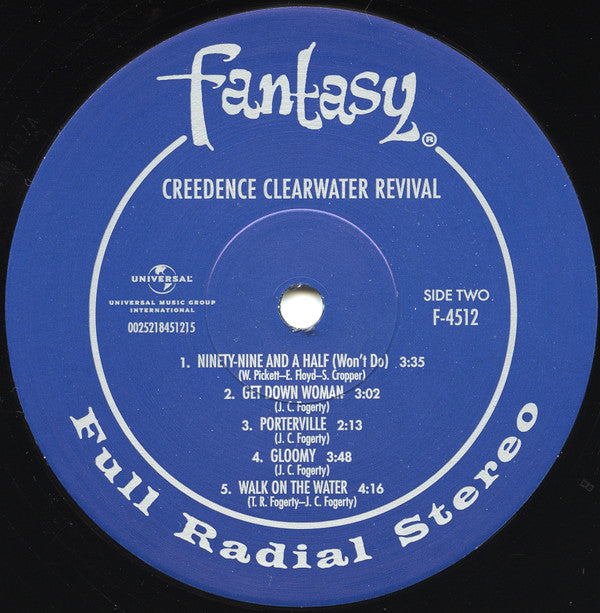 fantasy®
CREEDENCE CLEARWATER REVIVAL
UNIVERSAL
UNIVERSAL MUSIC GROUP
INTERNATIONAL
0025218451215
SIDE TWO
F-4512
1. NINETY-NINE AND A HALF (Won't Do) 3:35
(W. Pickett–E. Floyd–S. Cropper)
2. GET DOWN WOMAN 3:02
(J. C. Fogerty)
3. PORTERVILLE 2:13
(J. C. Fogerty)
4. GLOOMY 3:48
(J. C. Fogerty)
5. WALK ON THE WATER 4:16
(T. R. Fogerty–J. C. Fogerty)
Full Radial Stereo